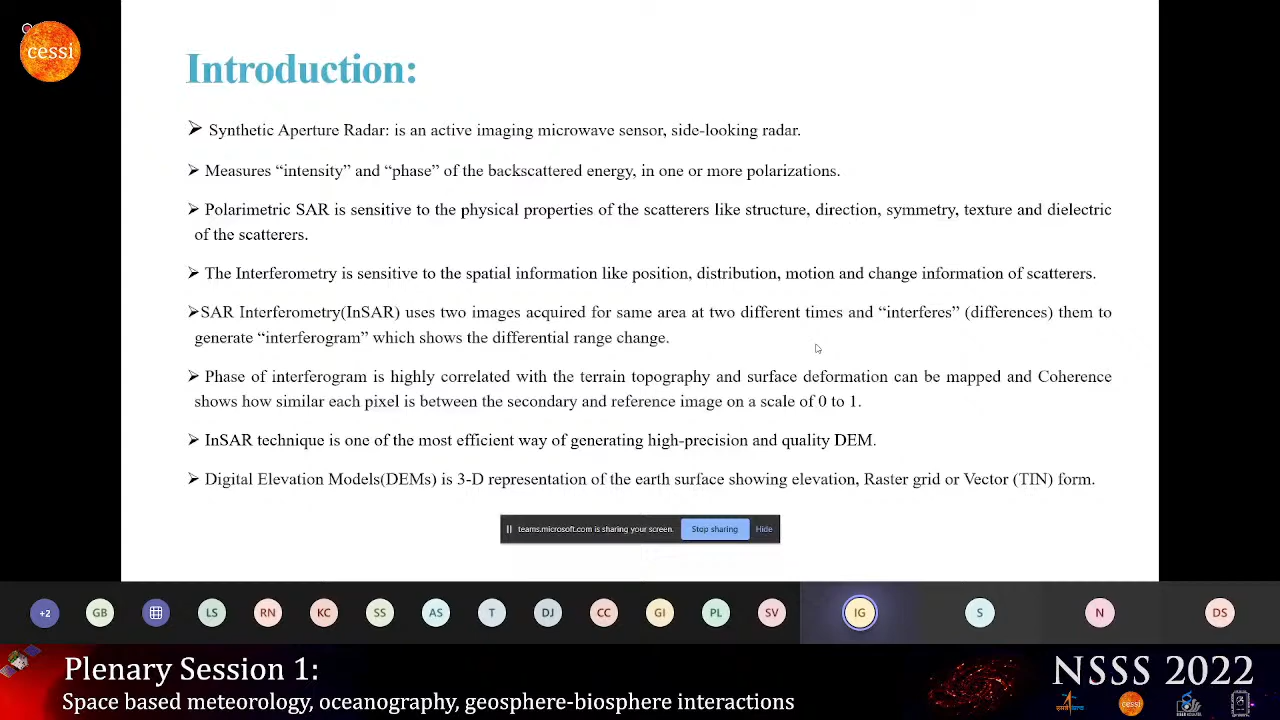 cessi
Introduction:
➢ Synthetic Aperture Radar: is an active imaging microwave sensor, side-looking radar.
➢ Measures “intensity” and “phase” of the backscattered energy, in one or more polarizations.
➢ Polarimetric SAR is sensitive to the physical properties of the scatterers like structure, direction, symmetry, texture and dielectric
of the scatterers.
➢ The Interferometry is sensitive to the spatial information like position, distribution, motion and change information of scatterers.
➢SAR Interferometry(InSAR) uses two images acquired for same area at two different times and “interferes” (differences) them to
generate “interferogram” which shows the differential range change.
➢ Phase of interferogram is highly correlated with the terrain topography and surface deformation can be mapped and Coherence
shows how similar each pixel is between the secondary and reference image on a scale of 0 to 1.
➢ InSAR technique is one of the most efficient way of generating high-precision and quality DEM.
➢ Digital Elevation Models(DEMs) is 3-D representation of the earth surface showing elevation, Raster grid or Vector (TIN) form.
teams.microsoft.com is sharing your screen. Stop sharing Hide
+2 GB LS RN KC SS AS T DJ CC GI PL SV IG S N DS
Plenary Session 1:
Space based meteorology, oceanography, geosphere-biosphere interactions
NSSS 2022
cessi